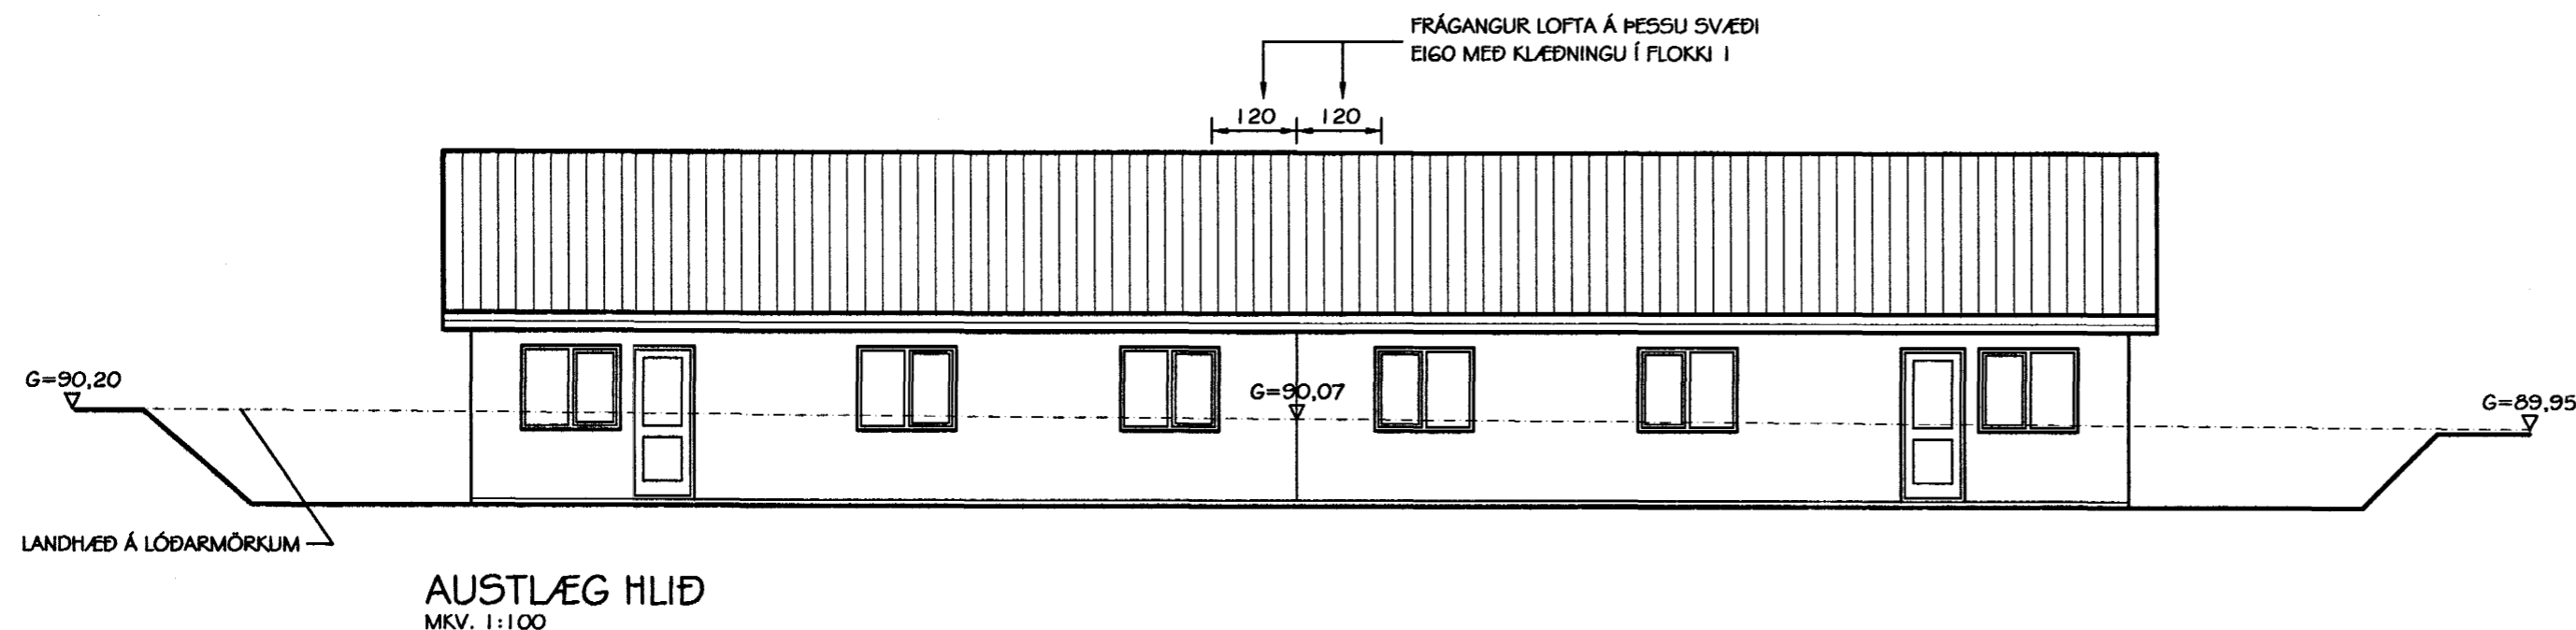 FRÁGANGUR LOFTA Á ÞESSU SVÆÐI
EI60 MEÐ KLÆÐNINGU Í FLOKKI 1
120 120
G=90,20
G=90,07
G=89,95
LANDHÆÐ Á LÓÐARMÖRKUM
AUSTLÆG HLIÐ
MKV. 1:100